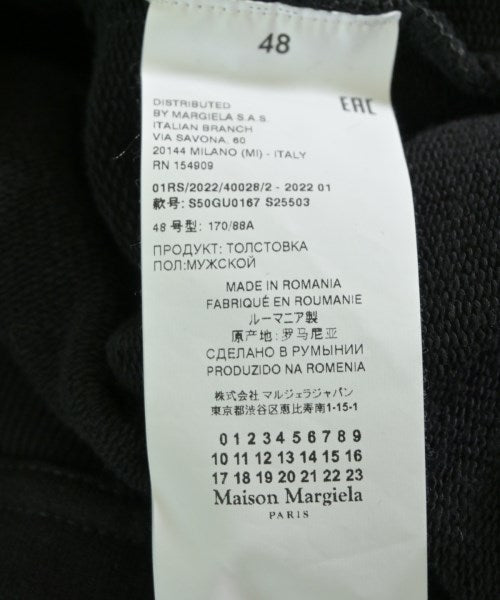 48
DISTRIBUTED
BY MARGIELA S.A.S.
ITALIAN BRANCH
VIA SAVONA, 60
20144 MILANO (MI) - ITALY
RN 154909
EAC
01RS/2022/40028/2 - 2022 01
款号: S50GU0167 S25503
48 号型: 170/88A
ПРОДУКТ: ТОЛСТОВКА
ПОЛ:МУЖСКОЙ
MADE IN ROMANIA
FABRIQUÉ EN ROUMANIE
ルーマニア製
原产地: 罗马尼亚
СДЕЛАНО В РУМЫНИИ
PRODUZIDO NA ROMENIA
株式会社 マルジェラジャパン
東京都渋谷区恵比寿南1-15-1
0 1 2 3 4 5 6 7 8 9
10 11 12 13 14 15 16
17 18 19 20 21 22 23
Maison Margiela
PARIS